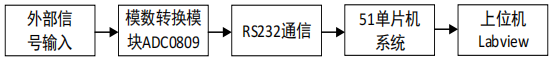 外部信
号输入
模数转换模
块ADC0809
RS232通信
51单片机
系统
上位机
Labview